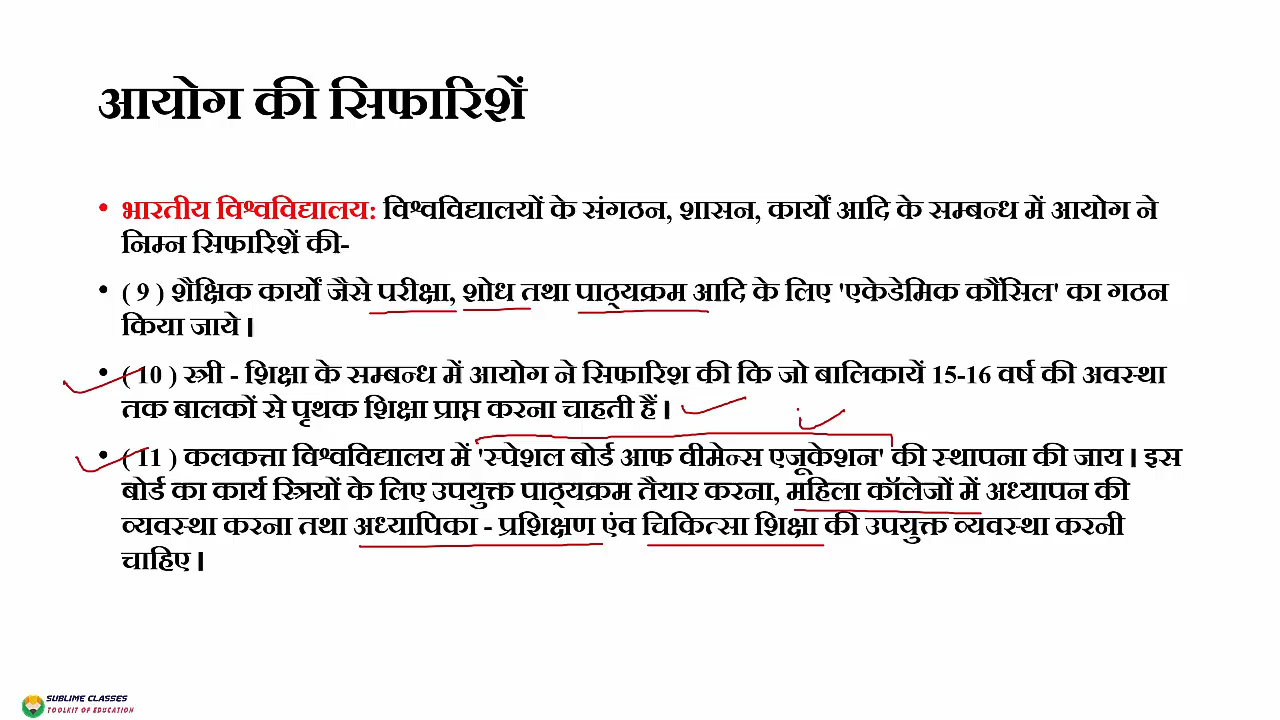 आयोग की सिफारिशें
• भारतीय विश्वविद्यालय: विश्वविद्यालयों के संगठन, शासन, कार्यों आदि के सम्बन्ध में आयोग ने
निम्न सिफारिशें की-
• ( 9 ) शैक्षिक कार्यों जैसे परीक्षा, शोध तथा पाठ्यक्रम आदि के लिए 'एकेडेमिक कौंसिल' का गठन
किया जाये ।
• ( 10 ) स्त्री - शिक्षा के सम्बन्ध में आयोग ने सिफारिश की कि जो बालिकायें 15-16 वर्ष की अवस्था
तक बालकों से पृथक शिक्षा प्राप्त करना चाहती हैं ।
• ( 11 ) कलकत्ता विश्वविद्यालय में 'स्पेशल बोर्ड आफ वीमेन्स एजूकेशन' की स्थापना की जाय । इस
बोर्ड का कार्य स्त्रियों के लिए उपयुक्त पाठ्यक्रम तैयार करना, महिला कॉलेजों में अध्यापन की
व्यवस्था करना तथा अध्यापिका - प्रशिक्षण एंव चिकित्सा शिक्षा की उपयुक्त व्यवस्था करनी
चाहिए ।
SUBLIME CLASSES
TOOLKIT OF EDUCATION